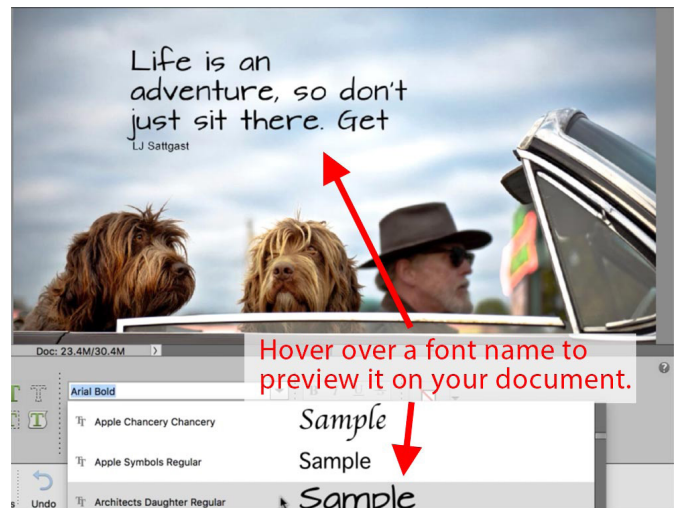 Life is an
adventure, so don't
just sit there. Get
LJ Sattgast
Doc: 23.4M/30.4M
Hover over a font name to
preview it on your document.
Arial Bold
Apple Chancery Chancery Sample
Apple Symbols Regular Sample
Undo Architects Daughter Regular Sample